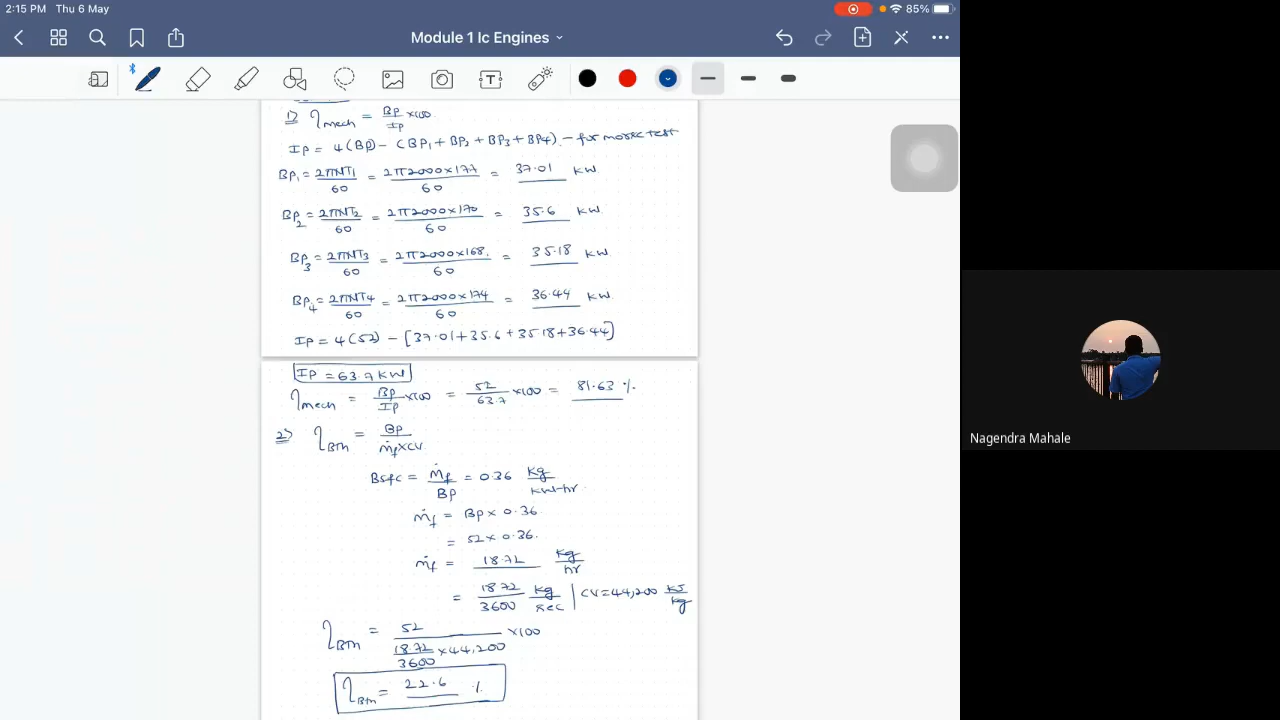 2:15 PM Thu 6 May
85%
Module 1 Ic Engines
1) ηmech = BP/IP ×100.
IP = 4(BP) - (BP1 + BP2 + BP3 + BP4) - for morse test
BP1 = 2πNT1/60 = 2π2000×177/60 = 37.01 KW
BP2 = 2πNT2/60 = 2π2000×170/60 = 35.6 KW
BP3 = 2πNT3/60 = 2π2000×168/60 = 35.18 KW
BP4 = 2πNT4/60 = 2π2000×174/60 = 36.44 KW
IP = 4(52) - [37.01+35.6+35.18+36.44]
IP = 63.7 KW
ηmech = BP/IP ×100 = 52/63.7 ×100 = 81.63 %
2) ηBth = BP/ṁf×CV
Bsfc = ṁf/BP = 0.36 kg/kw-hr
ṁf = BP × 0.36
= 52 × 0.36.
ṁf = 18.72 kg/hr
= 18.72/3600 kg/sec | CV=44,200 KJ/kg
ηBth = 52/(18.72/3600 ×44,200) ×100
ηBth = 22.6 %
Nagendra Mahale